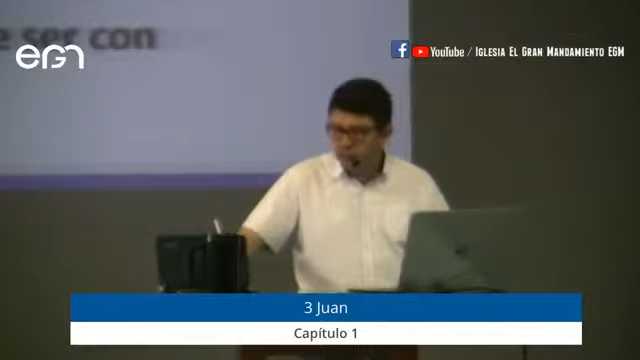 e ser con
EGM
YouTube / Iglesia El Gran Mandamiento EGM
3 Juan
Capítulo 1